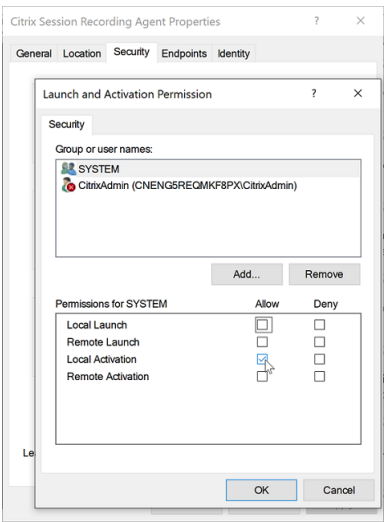 Citrix Session Recording Agent Properties
General Location Security Endpoints Identity
Launch and Activation Permission
Security
Group or user names:
SYSTEM
CitrixAdmin (CNENG5REQMKF8PX\CitrixAdmin)
Add... Remove
Permissions for SYSTEM Allow Deny
Local Launch
Remote Launch
Local Activation
Remote Activation
Le
OK Cancel